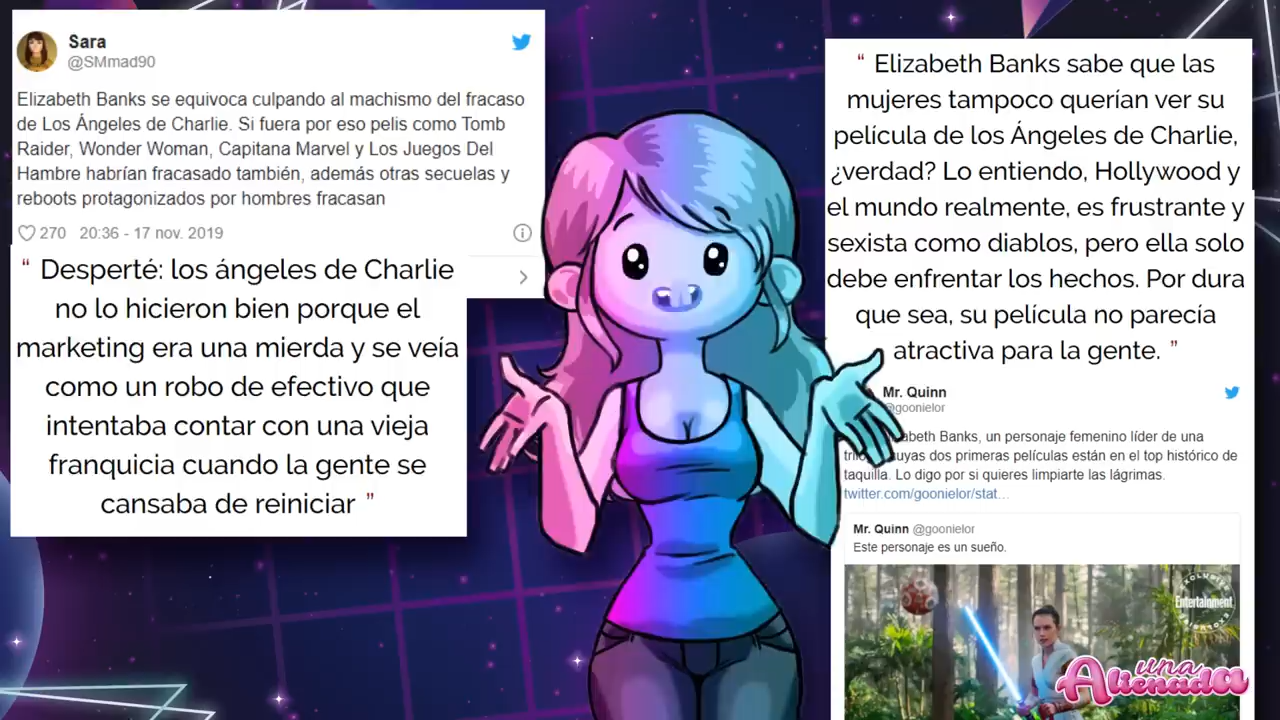 Sara
@SMmad90
Elizabeth Banks se equivoca culpando al machismo del fracaso
de Los Ángeles de Charlie. Si fuera por eso pelis como Tomb
Raider, Wonder Woman, Capitana Marvel y Los Juegos Del
Hambre habrían fracasado también, además otras secuelas y
reboots protagonizados por hombres fracasan
270 20:36 - 17 nov. 2019
“ Desperté: los ángeles de Charlie
no lo hicieron bien porque el
marketing era una mierda y se veía
como un robo de efectivo que
intentaba contar con una vieja
franquicia cuando la gente se
cansaba de reiniciar ”
“ Elizabeth Banks sabe que las
mujeres tampoco querían ver su
película de los Ángeles de Charlie,
¿verdad? Lo entiendo, Hollywood y
el mundo realmente, es frustrante y
sexista como diablos, pero ella solo
debe enfrentar los hechos. Por dura
que sea, su película no parecía
atractiva para la gente. ”
Mr. Quinn
@goonielor
Banks, un personaje femenino líder de una
cuyas dos primeras películas están en el top histórico de
taquilla. Lo digo por si quieres limpiarte las lágrimas.
twitter.com/goonielor/stat...
Mr. Quinn @goonielor
Este personaje es un sueño.
Entertainment
una
Alienada